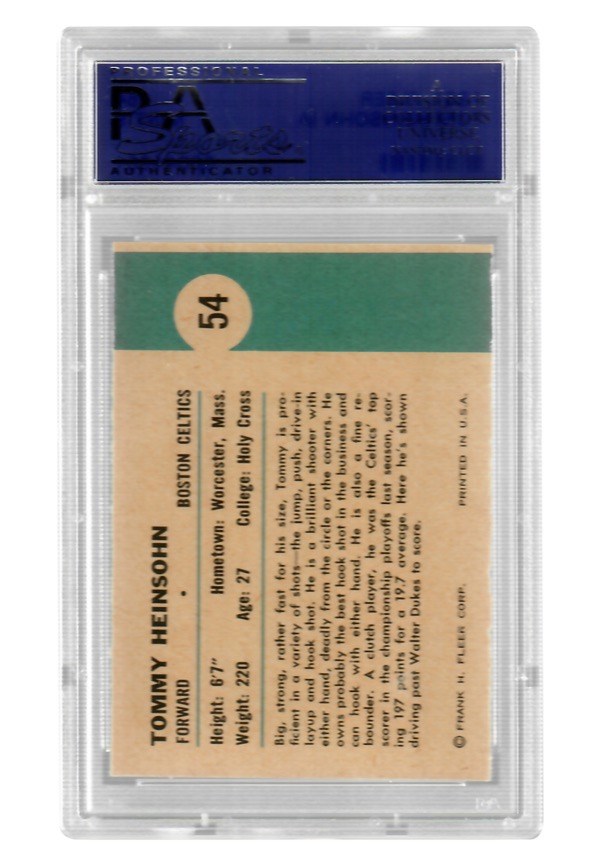 PROFESSIONAL
PSA
Sports
AUTHENTICATOR
A
DIVISION OF
COLLECTORS
UNIVERSE
54
TOMMY HEINSOHN
FORWARD • BOSTON CELTICS
Height: 6'7" Hometown: Worcester, Mass.
Weight: 220 Age: 27 College: Holy Cross
Big, strong, rather fast for his size, Tommy is pro-
ficient in a variety of shots—the jump, push, drive-in
layup and hook shot. He is a brilliant shooter with
either hand, deadly from the circle or the corners. He
owns probably the best hook shot in the business and
can hook with either hand. He is also a fine re-
bounder. A clutch player, he was the Celtics' top
scorer in the championship playoffs last season, scor-
ing 197 points for a 19.7 average. Here he's shown
driving past Walter Dukes to score.
© FRANK H. FLEER CORP. PRINTED IN U.S.A.